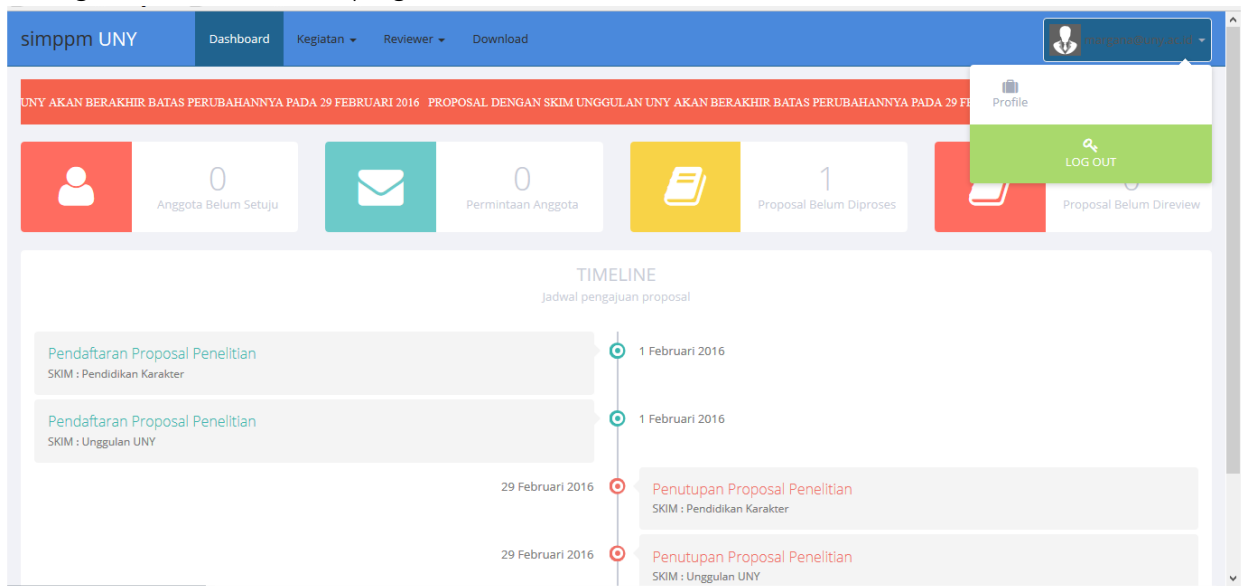 simppm UNY
Dashboard
Kegiatan
Reviewer
Download
UNY AKAN BERAKHIR BATAS PERUBAHANNYA PADA 29 FEBRUARI 2016 PROPOSAL DENGAN SKIM UNGGULAN UNY AKAN BERAKHIR BATAS PERUBAHANNYA PADA 29
Profile
LOG OUT
0
Anggota Belum Setuju
0
Permintaan Anggota
1
Proposal Belum Diproses
Proposal Belum Direview
TIMELINE
Jadwal pengajuan proposal
Pendaftaran Proposal Penelitian
SKIM : Pendidikan Karakter
1 Februari 2016
Pendaftaran Proposal Penelitian
SKIM : Unggulan UNY
1 Februari 2016
29 Februari 2016
Penutupan Proposal Penelitian
SKIM : Pendidikan Karakter
29 Februari 2016
Penutupan Proposal Penelitian
SKIM : Unggulan UNY